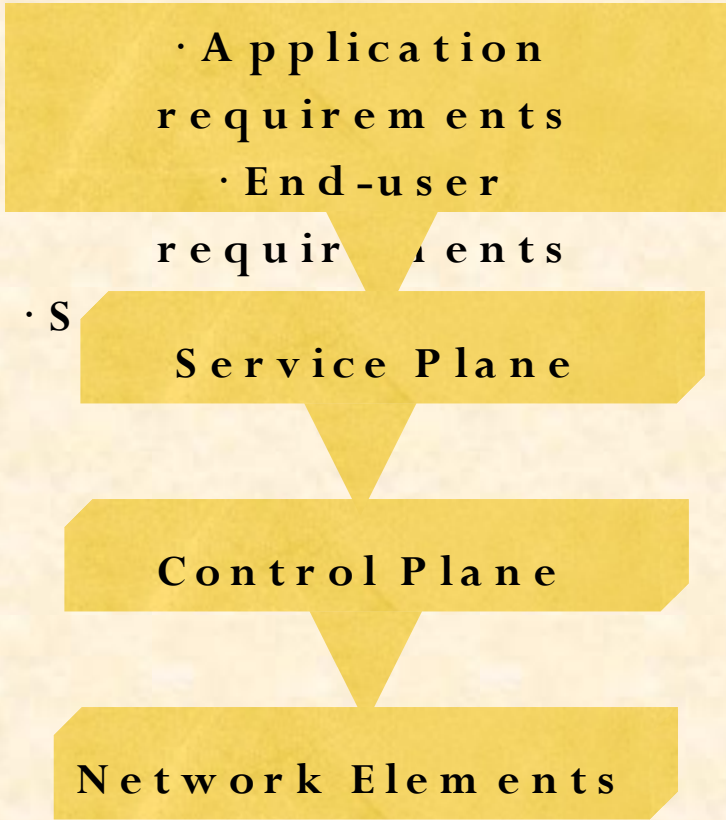 · Application
requirements
· End-user
· S
Service Plane
Control Plane
Network Elements